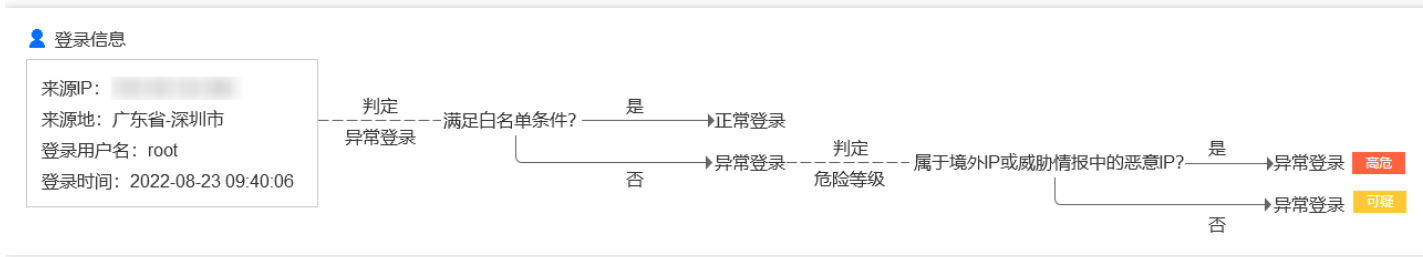 登录信息
来源IP：
来源地：广东省-深圳市
登录用户名：root
登录时间：2022-08-23 09:40:06
判定
异常登录
满足白名单条件?
是
正常登录
否
异常登录
判定
危险等级
属于境外IP或威胁情报中的恶意IP?
是
异常登录 高危
否
异常登录 可疑